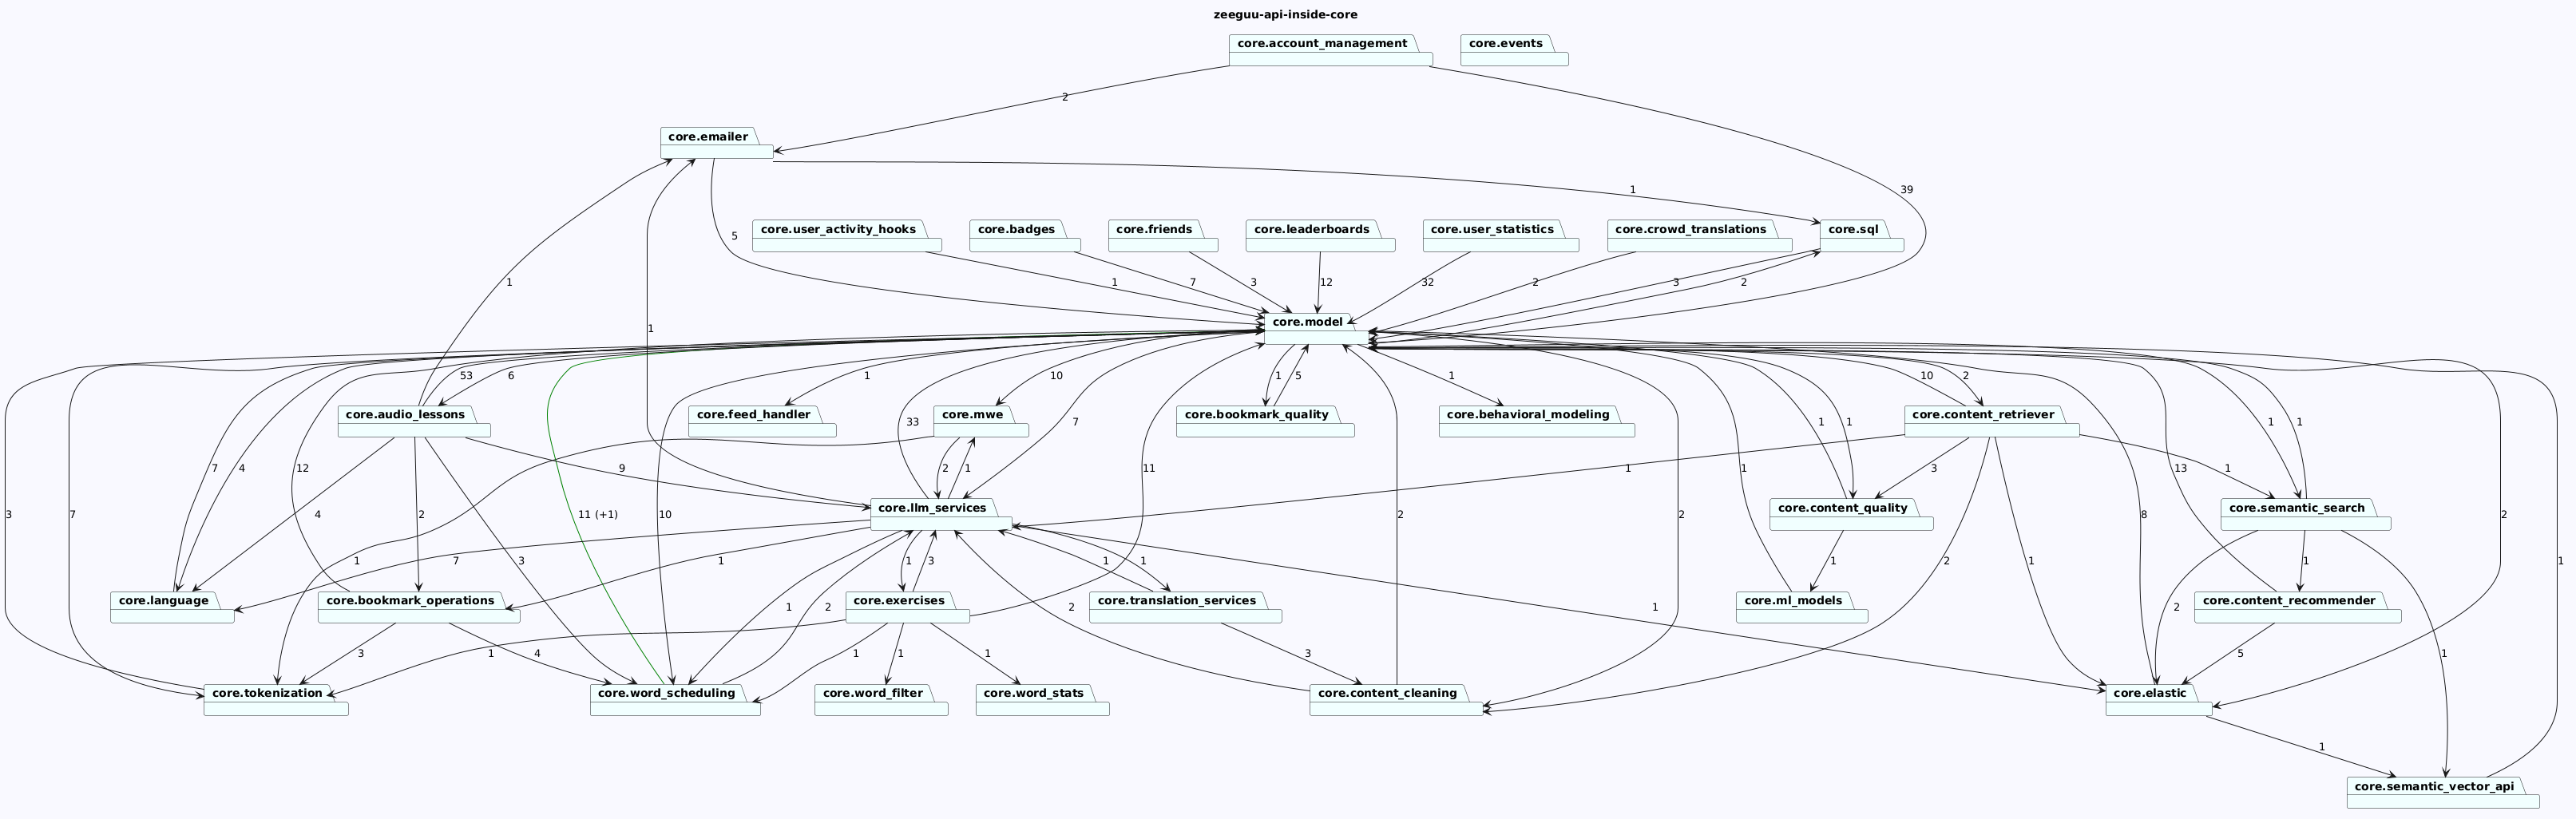 zeeguu-api-inside-core
core.account_management
core.events
2
core.emailer
1
39
5
core.user_activity_hooks
core.badges
core.friends
core.leaderboards
core.user_statistics
core.crowd_translations
core.sql
1
1
7
3
12
32
2
3
2
core.model
1
53
6
1
10
1
5
1
10
2
core.audio_lessons
core.feed_handler
core.mwe
core.bookmark_quality
core.behavioral_modeling
core.content_retriever
33
7
1
1
1
1
7
4
12
9
2
1
11
1
3
13
1
core.llm_services
core.content_quality
core.semantic_search
3
7
4
2
11 (+1)
10
2
2
8
2
1
7
3
1
1
2
1
3
1
1
1
2
1
1
1
core.language
core.bookmark_operations
core.exercises
core.translation_services
core.ml_models
core.content_recommender
1
2
3
4
1
1
1
3
5
1
core.tokenization
core.word_scheduling
core.word_filter
core.word_stats
core.content_cleaning
core.elastic
1
core.semantic_vector_api